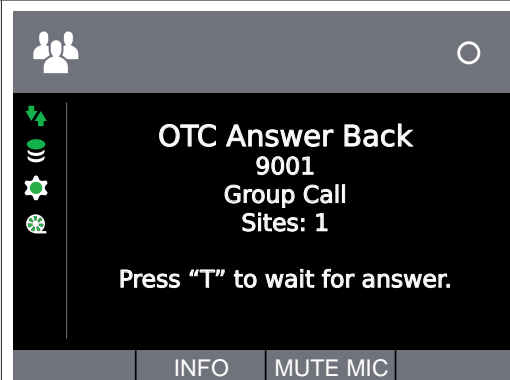 OTC Answer Back
9001
Group Call
Sites: 1
Press “T” to wait for answer.
INFO MUTE MIC